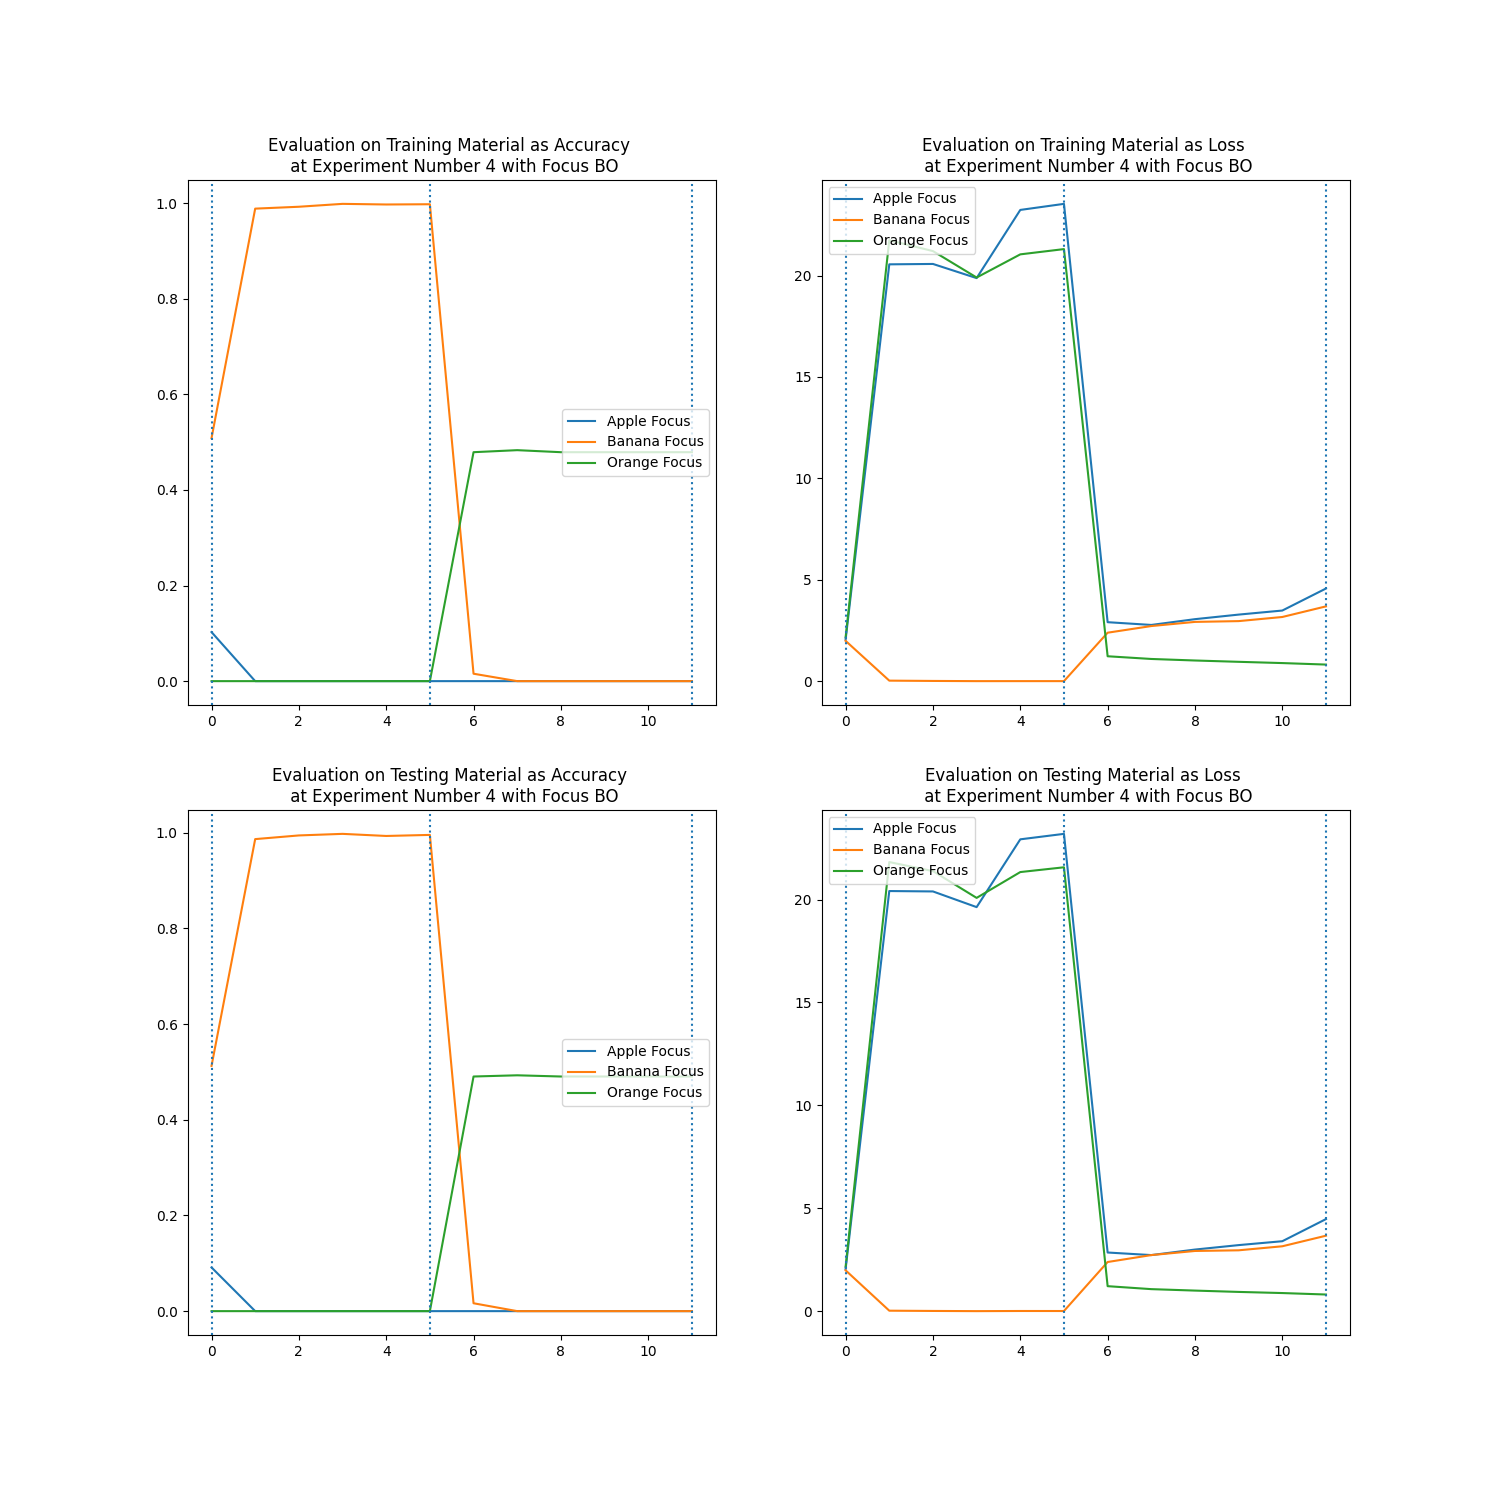 Evaluation on Training Material as Accuracy
at Experiment Number 4 with Focus BO
1.0
0.8
0.6
0.4
0.2
0.0
0 2 4 6 8 10
Apple Focus
Banana Focus
Orange Focus
Evaluation on Training Material as Loss
at Experiment Number 4 with Focus BO
Apple Focus
Banana Focus
Orange Focus
20
15
10
5
0
0 2 4 6 8 10
Evaluation on Testing Material as Accuracy
at Experiment Number 4 with Focus BO
1.0
0.8
0.6
0.4
0.2
0.0
0 2 4 6 8 10
Apple Focus
Banana Focus
Orange Focus
Evaluation on Testing Material as Loss
at Experiment Number 4 with Focus BO
Apple Focus
Banana Focus
Orange Focus
20
15
10
5
0
0 2 4 6 8 10